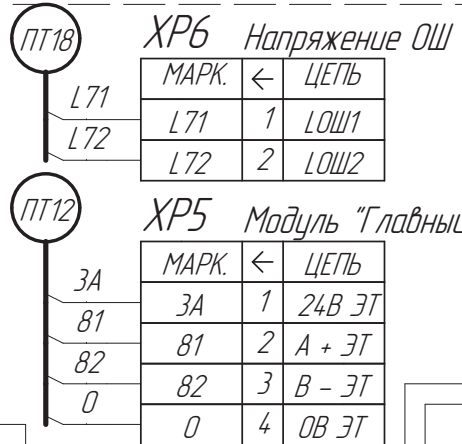 ПТ18 ХР6 Напряжение ОШ
МАРК. ← ЦЕПЬ
L71 L71 1 LОШ1
L72 L72 2 LОШ2
ПТ12 ХР5 Модуль "Главный
МАРК. ← ЦЕПЬ
3А 3А 1 24В ЭТ
81 81 2 А + ЭТ
82 82 3 В – ЭТ
0 0 4 0В ЭТ